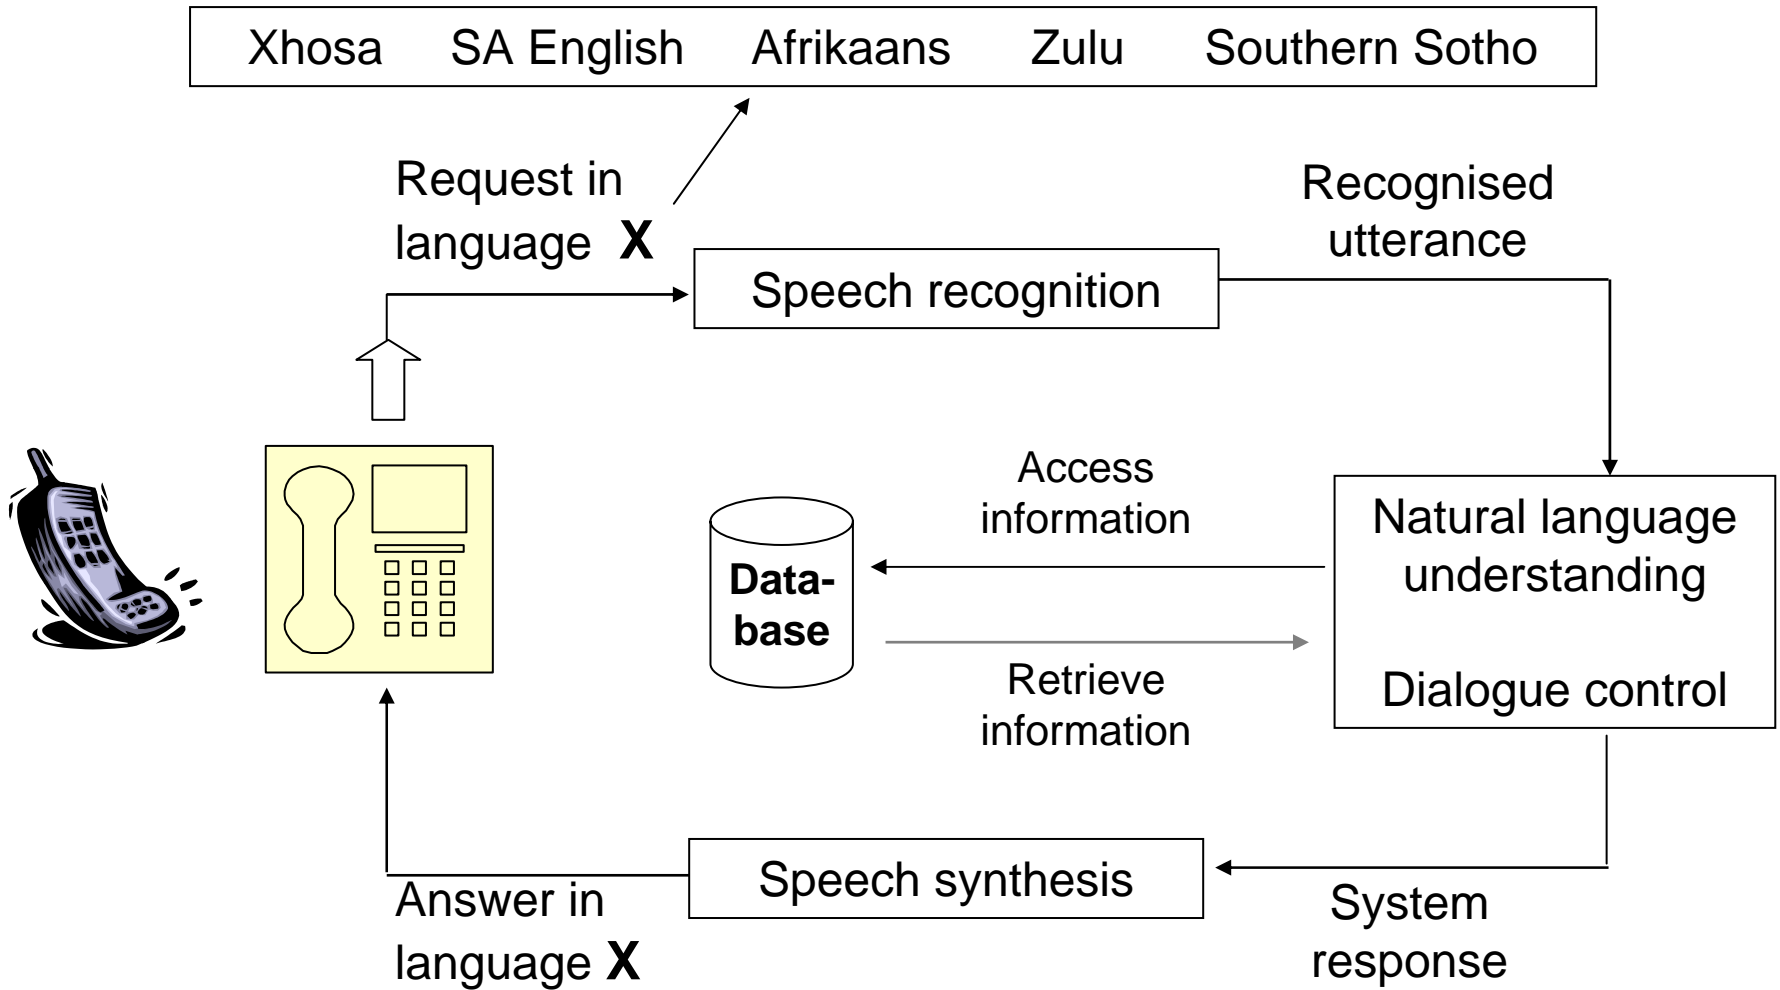 Xhosa SA English Afrikaans Zulu Southern Sotho
Request in
language X
Recognised
utterance
Speech recognition
Access
information
Natural language
understanding
Data-
base
Dialogue control
Retrieve
information
Speech synthesis
Answer in
language X
System
response